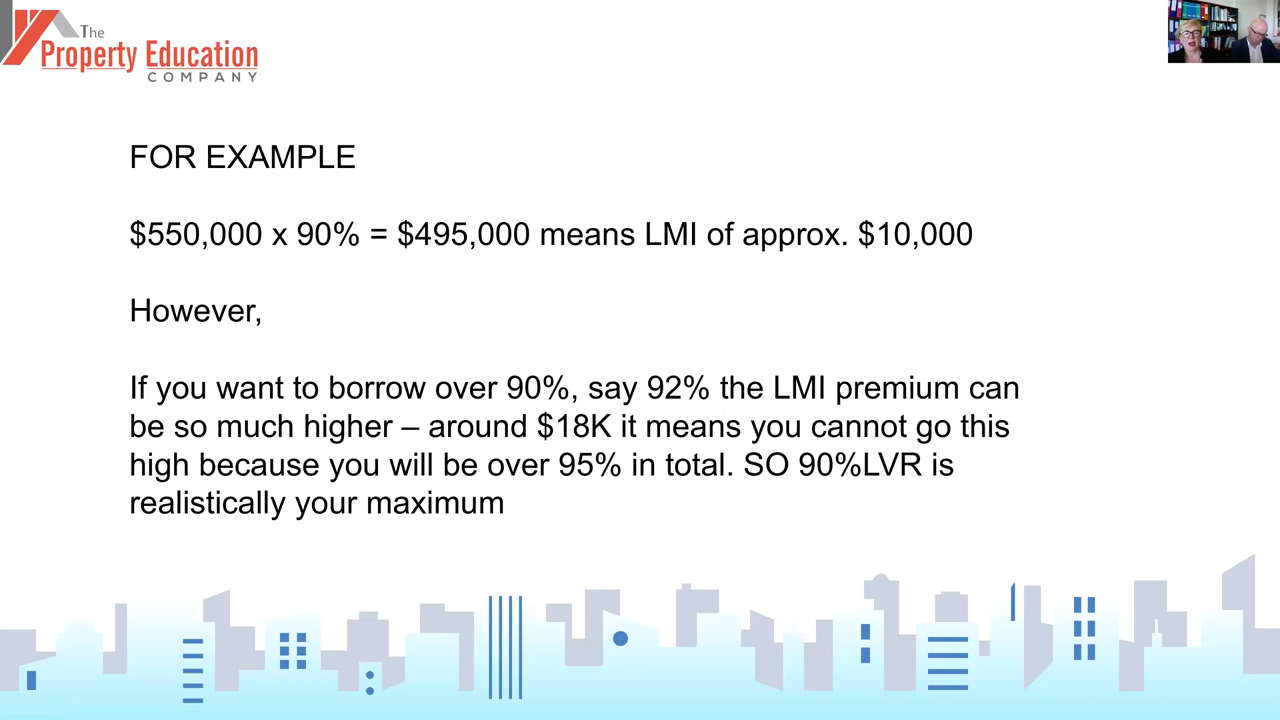 The
Property Education
COMPANY
FOR EXAMPLE
$550,000 x 90% = $495,000 means LMI of approx. $10,000
However,
If you want to borrow over 90%, say 92% the LMI premium can
be so much higher – around $18K it means you cannot go this
high because you will be over 95% in total. SO 90%LVR is
realistically your maximum